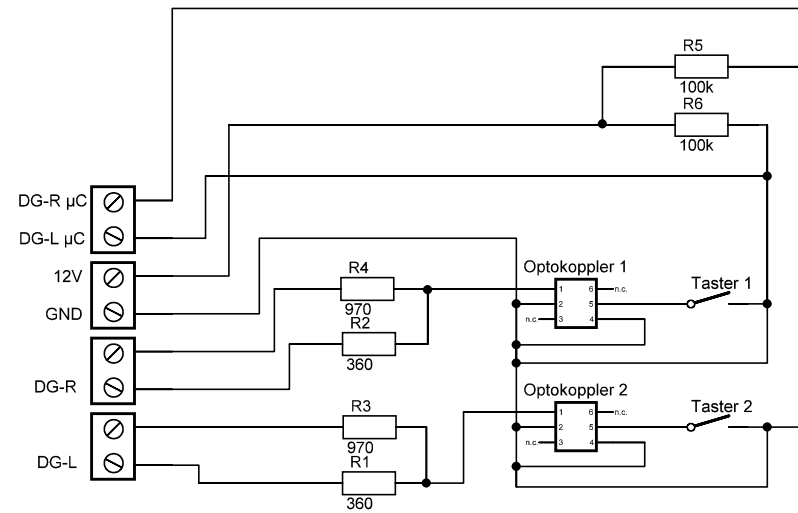 R5
100k
R6
100k
DG-R µC
DG-L µC
12V
GND
DG-R
DG-L
R4
970
R2
360
R3
970
R1
360
Optokoppler 1
1 6 n.c.
2 5
n.c. 3 4
Taster 1
Optokoppler 2
1 6 n.c.
2 5
n.c. 3 4
Taster 2